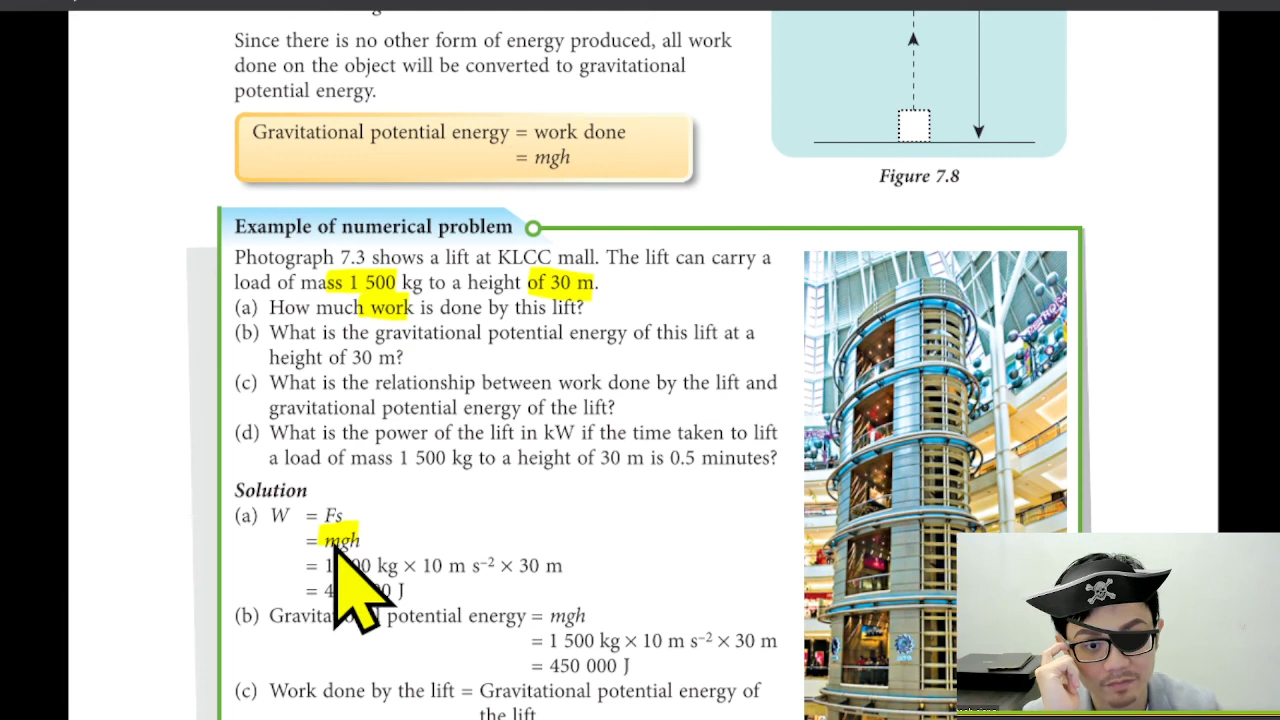 Since there is no other form of energy produced, all work
done on the object will be converted to gravitational
potential energy.
Gravitational potential energy = work done
= mgh
Figure 7.8
Example of numerical problem
Photograph 7.3 shows a lift at KLCC mall. The lift can carry a
load of mass 1 500 kg to a height of 30 m.
(a) How much work is done by this lift?
(b) What is the gravitational potential energy of this lift at a
height of 30 m?
(c) What is the relationship between work done by the lift and
gravitational potential energy of the lift?
(d) What is the power of the lift in kW if the time taken to lift
a load of mass 1 500 kg to a height of 30 m is 0.5 minutes?
Solution
(a) W = Fs
= mgh
= kg × 10 m s⁻² × 30 m
= J
(b) potential energy = mgh
= 1 500 kg × 10 m s⁻² × 30 m
= 450 000 J
(c) Work done by the lift = Gravitational potential energy of
the lift